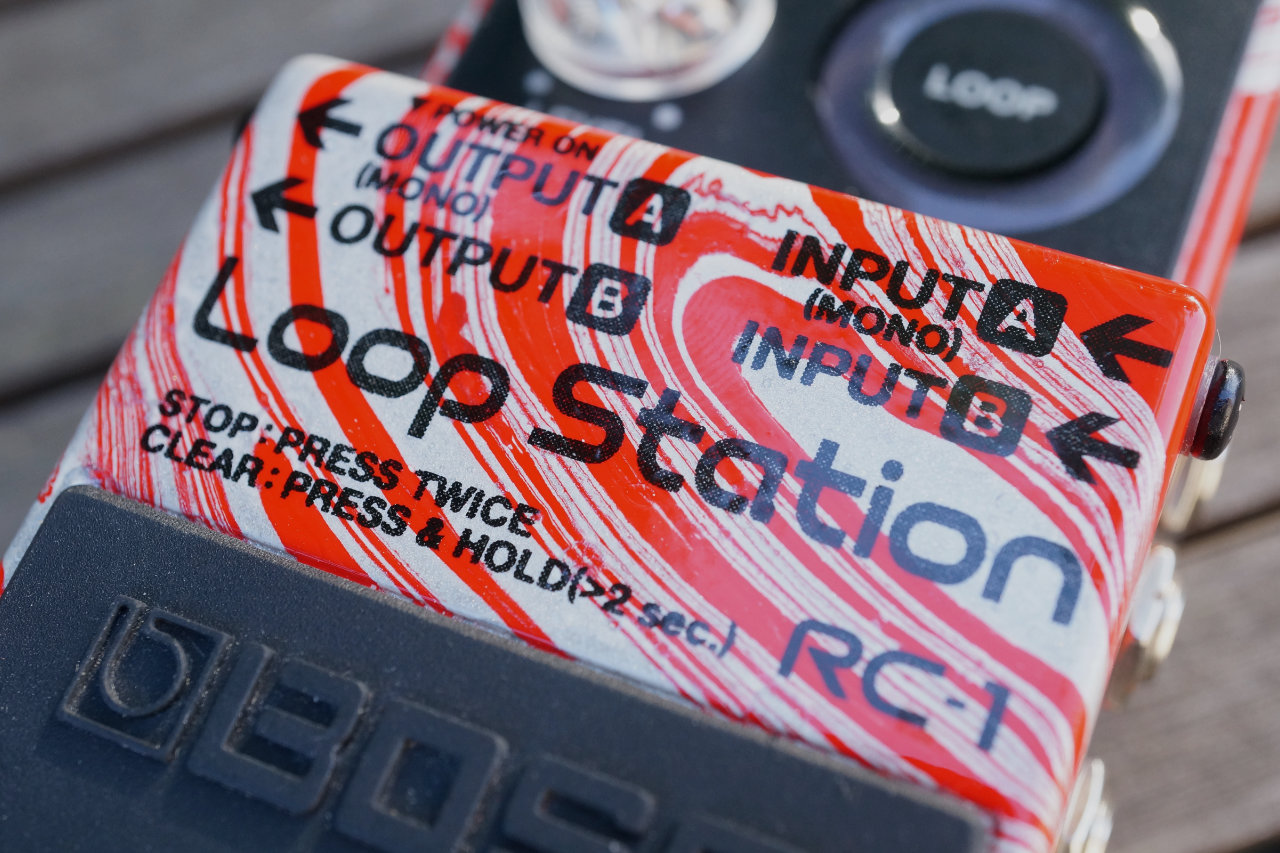 LOOP
POWER ON
OUTPUT A
(MONO)
OUTPUT B
INPUT A
(MONO)
INPUT B
Loop Station
STOP : PRESS TWICE
CLEAR : PRESS & HOLD(>2 sec.)
RC-1
BOSS